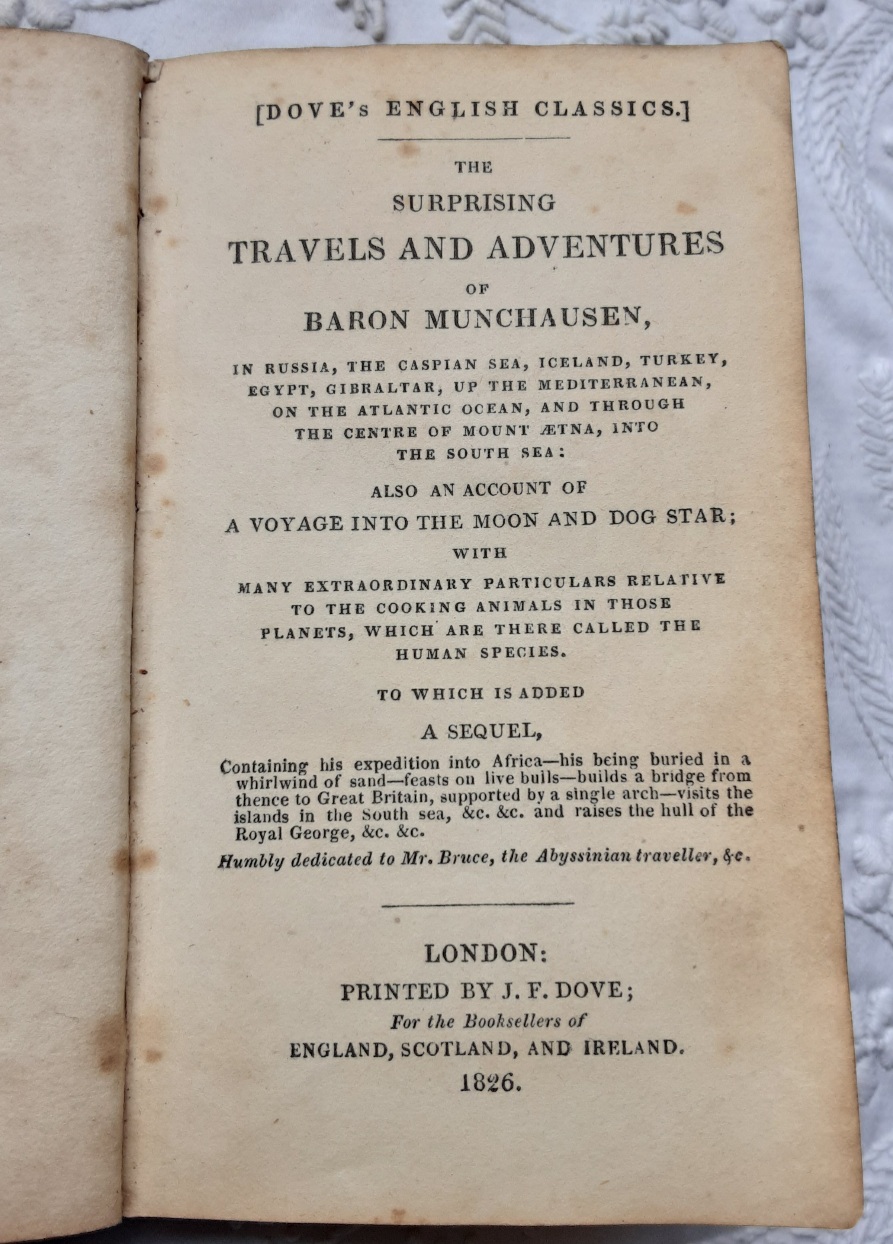 [DOVE's ENGLISH CLASSICS.]
THE
SURPRISING
TRAVELS AND ADVENTURES
OF
BARON MUNCHAUSEN,
IN RUSSIA, THE CASPIAN SEA, ICELAND, TURKEY,
EGYPT, GIBRALTAR, UP THE MEDITERRANEAN,
ON THE ATLANTIC OCEAN, AND THROUGH
THE CENTRE OF MOUNT ÆTNA, INTO
THE SOUTH SEA:
ALSO AN ACCOUNT OF
A VOYAGE INTO THE MOON AND DOG STAR;
WITH
MANY EXTRAORDINARY PARTICULARS RELATIVE
TO THE COOKING ANIMALS IN THOSE
PLANETS, WHICH ARE THERE CALLED THE
HUMAN SPECIES.
TO WHICH IS ADDED
A SEQUEL,
Containing his expedition into Africa—his being buried in a
whirlwind of sand—feasts on live bulls—builds a bridge from
thence to Great Britain, supported by a single arch—visits the
islands in the South sea, &c. &c. and raises the hull of the
Royal George, &c. &c.
Humbly dedicated to Mr. Bruce, the Abyssinian traveller, &c.
LONDON:
PRINTED BY J. F. DOVE;
For the Booksellers of
ENGLAND, SCOTLAND, AND IRELAND.
1826.